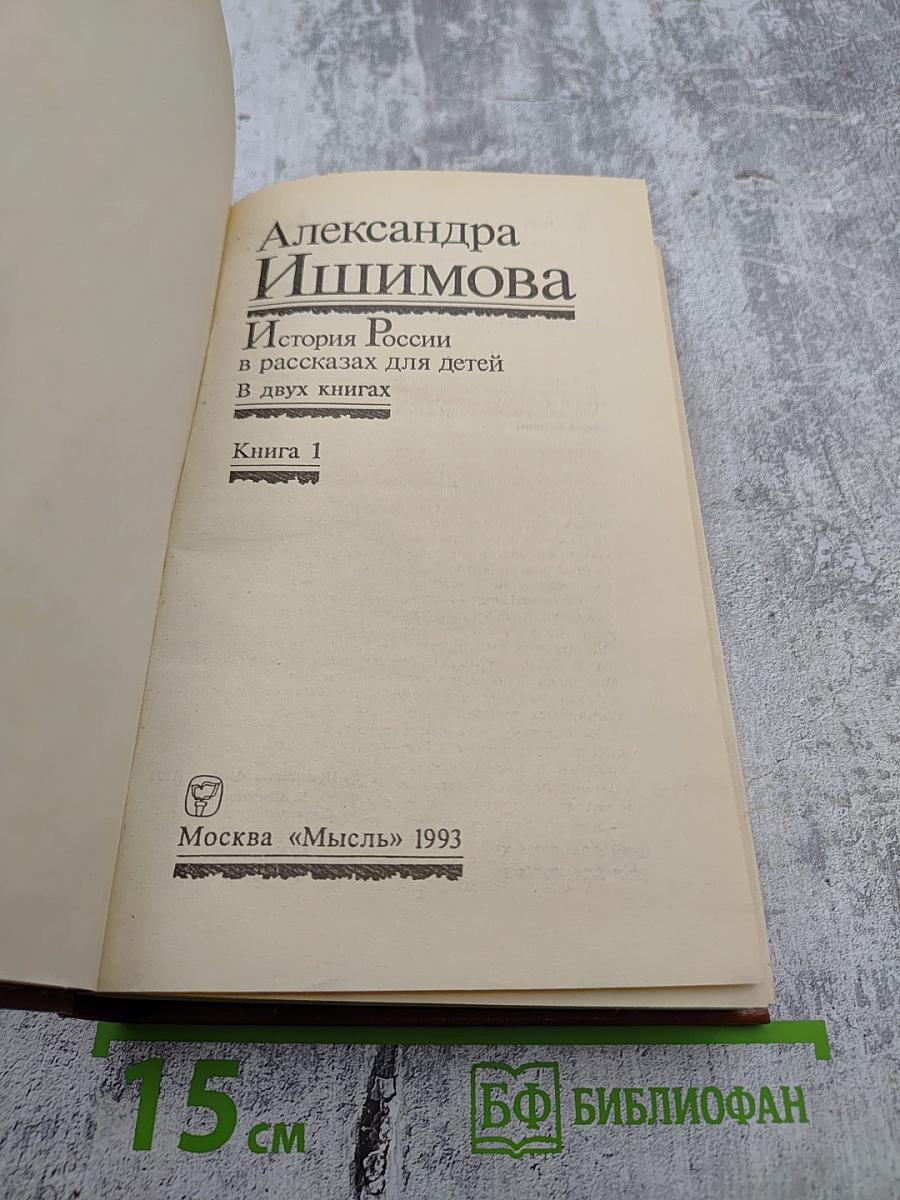 Александра
Ишимова
История России
в рассказах для детей
В двух книгах
Книга 1
Москва «Мысль» 1993
15 см
БФ БИБЛИОФАН